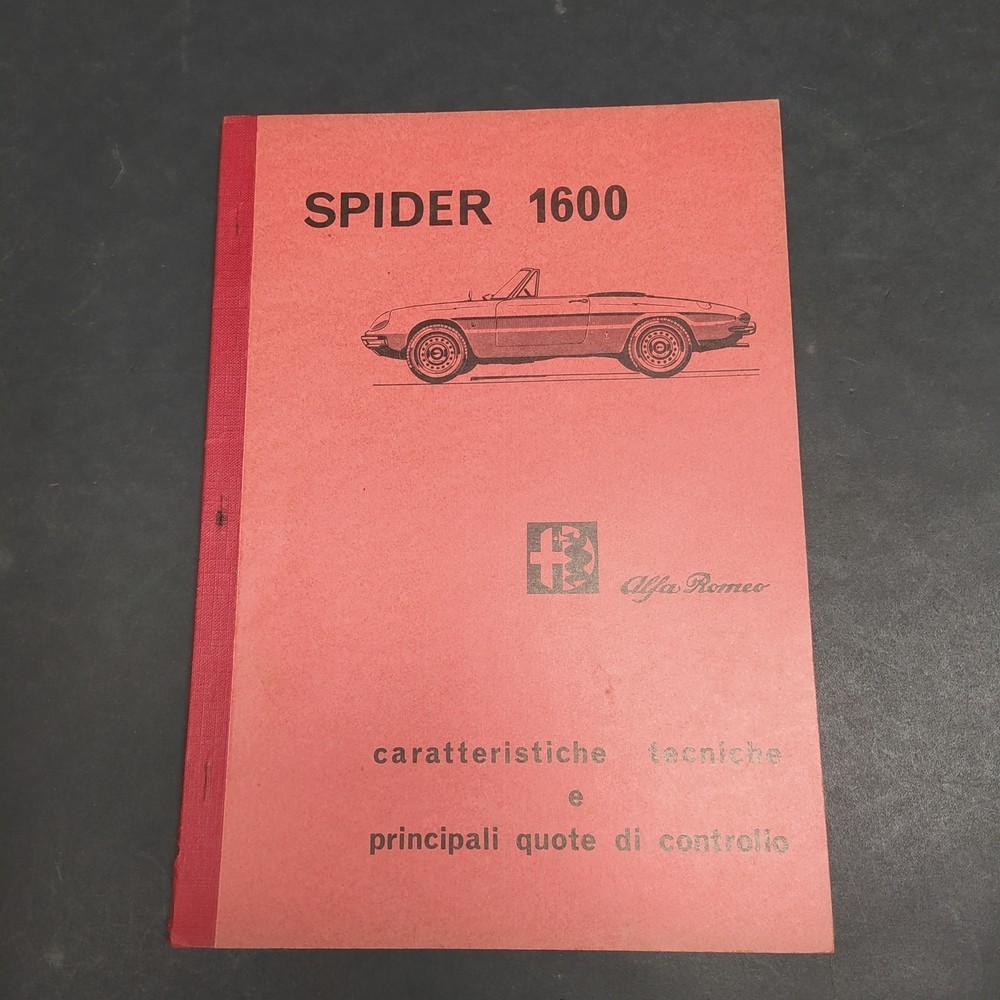 SPIDER 1600
Alfa Romeo
caratteristiche tecniche
e
principali quote di controllo